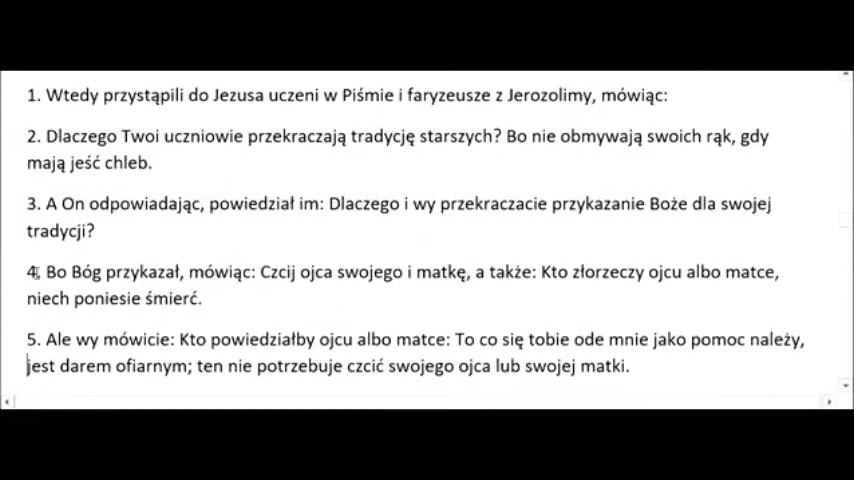 1. Wtedy przystąpili do Jezusa uczeni w Piśmie i faryzeusze z Jerozolimy, mówiąc:
2. Dlaczego Twoi uczniowie przekraczają tradycję starszych? Bo nie obmywają swoich rąk, gdy
mają jeść chleb.
3. A On odpowiadając, powiedział im: Dlaczego i wy przekraczacie przykazanie Boże dla swojej
tradycji?
4. Bo Bóg przykazał, mówiąc: Czcij ojca swojego i matkę, a także: Kto złorzeczy ojcu albo matce,
niech poniesie śmierć.
5. Ale wy mówicie: Kto powiedziałby ojcu albo matce: To co się tobie ode mnie jako pomoc należy,
jest darem ofiarnym; ten nie potrzebuje czcić swojego ojca lub swojej matki.